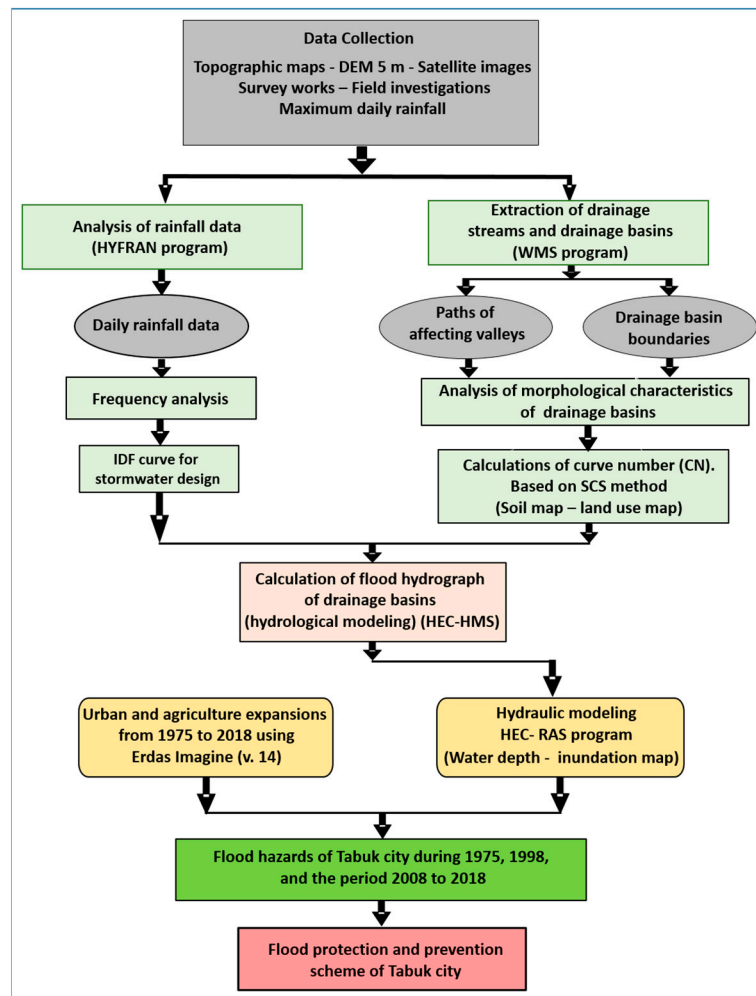 Data Collection
Topographic maps - DEM 5 m - Satellite images
Survey works – Field investigations
Maximum daily rainfall
Analysis of rainfall data
(HYFRAN program)
Extraction of drainage
streams and drainage basins
(WMS program)
Daily rainfall data
Paths of
affecting valleys
Drainage basin
boundaries
Frequency analysis
Analysis of morphological characteristics
of drainage basins
IDF curve for
stormwater design
Calculations of curve number (CN).
Based on SCS method
(Soil map – land use map)
Calculation of flood hydrograph
of drainage basins
(hydrological modeling) (HEC-HMS)
Urban and agriculture expansions
from 1975 to 2018 using
Erdas Imagine (v. 14)
Hydraulic modeling
HEC- RAS program
(Water depth - inundation map)
Flood hazards of Tabuk city during 1975, 1998,
and the period 2008 to 2018
Flood protection and prevention
scheme of Tabuk city